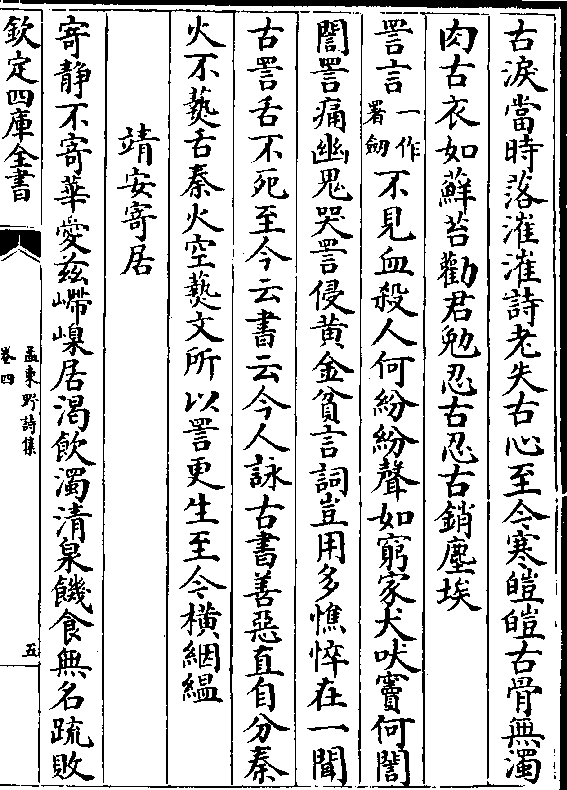 古淚當時落漼漼詩老失古心至今寒皚皚古骨無濁
肉古衣如蘚苔勸君勉忍古忍古銷塵埃
詈言一作詈劒不見血殺人何紛紛聲如窮家犬吠竇何誾
誾詈痛幽鬼哭詈侵黄金貧言詞豈用多憔悴在一聞
古詈舌不死至今云書云今人詠古書善惡直自分秦
火不爇舌秦火空爇文所以詈更生至今横絪緼
靖安寄居
寄靜不寄華愛兹嵽嵲居渴飲濁清泉饑食無名蔬敗
欽定四庫全書
孟東野詩集
卷四
五